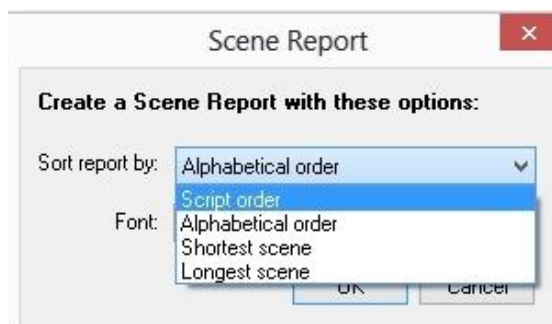 Scene Report
Create a Scene Report with these options:
Sort report by: Alphabetical order
Script order
Font: Alphabetical order
Shortest scene
Longest scene
OK Cancel